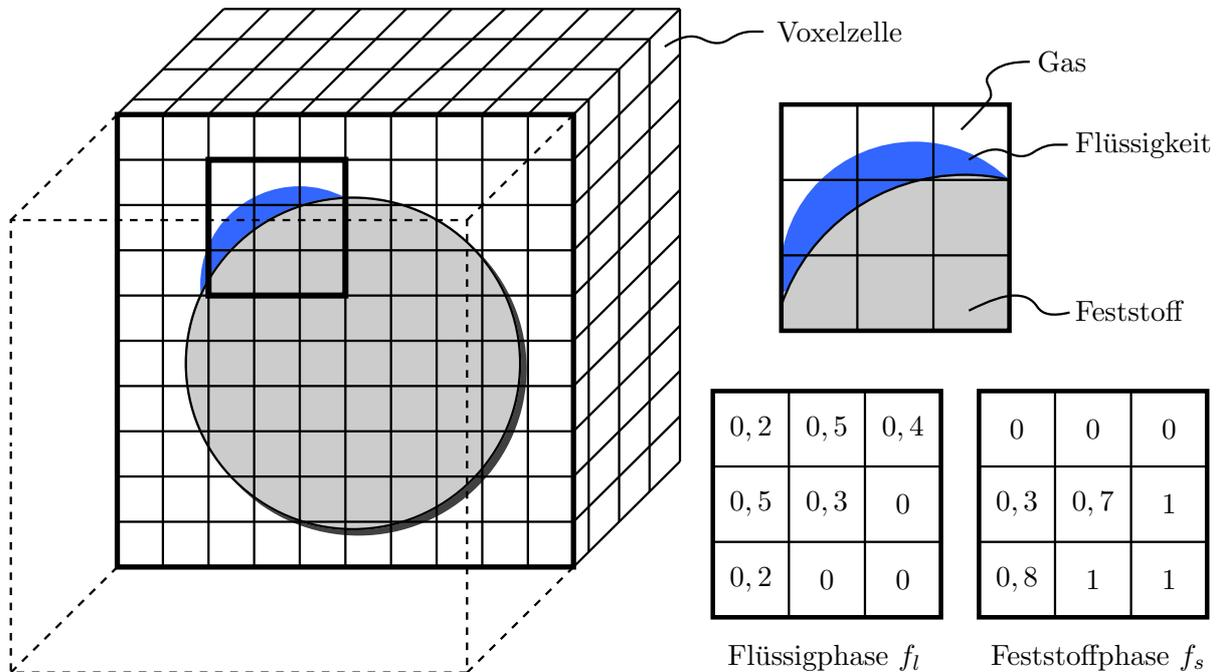 Voxelzelle
Gas
Flüssigkeit
Feststoff
0,2 0,5 0,4
0,5 0,3 0
0,2 0 0
Flüssigphase f_l
0 0 0
0,3 0,7 1
0,8 1 1
Feststoffphase f_s